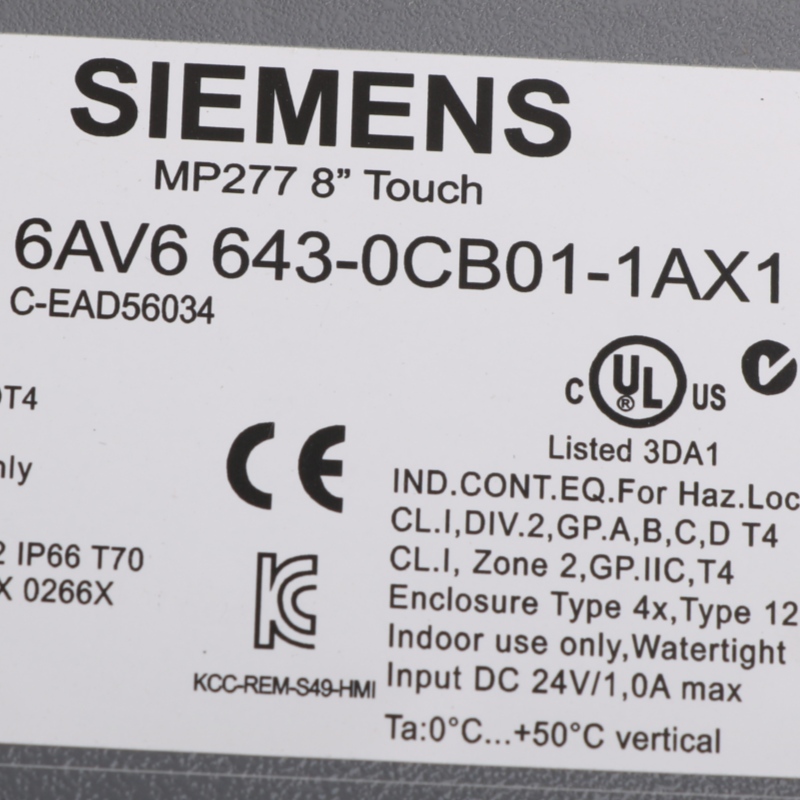 SIEMENS
MP277 8” Touch
6AV6 643-0CB01-1AX1
C-EAD56034
T4
C UL ® US
Listed 3DA1
CE
IND.CONT.EQ.For Haz.Loc
CL.I,DIV.2,GP.A,B,C,D T4
CL.I, Zone 2,GP.IIC,T4
Enclosure Type 4x,Type 12
Indoor use only,Watertight
Input DC 24V/1,0A max
Ta:0°C...+50°C vertical
2 IP66 T70
X 0266X
KCC-REM-S49-HMI